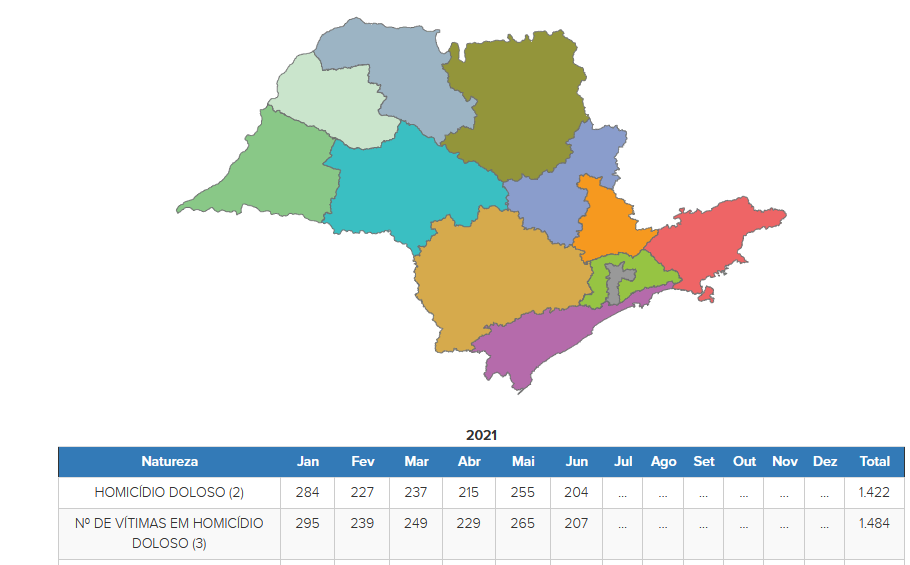 2021
Natureza Jan Fev Mar Abr Mai Jun Jul Ago Set Out Nov Dez Total
HOMICÍDIO DOLOSO (2) 284 227 237 215 255 204 ... ... ... ... ... ... 1.422
Nº DE VÍTIMAS EM HOMICÍDIO
DOLOSO (3) 295 239 249 229 265 207 ... ... ... ... ... ... 1.484